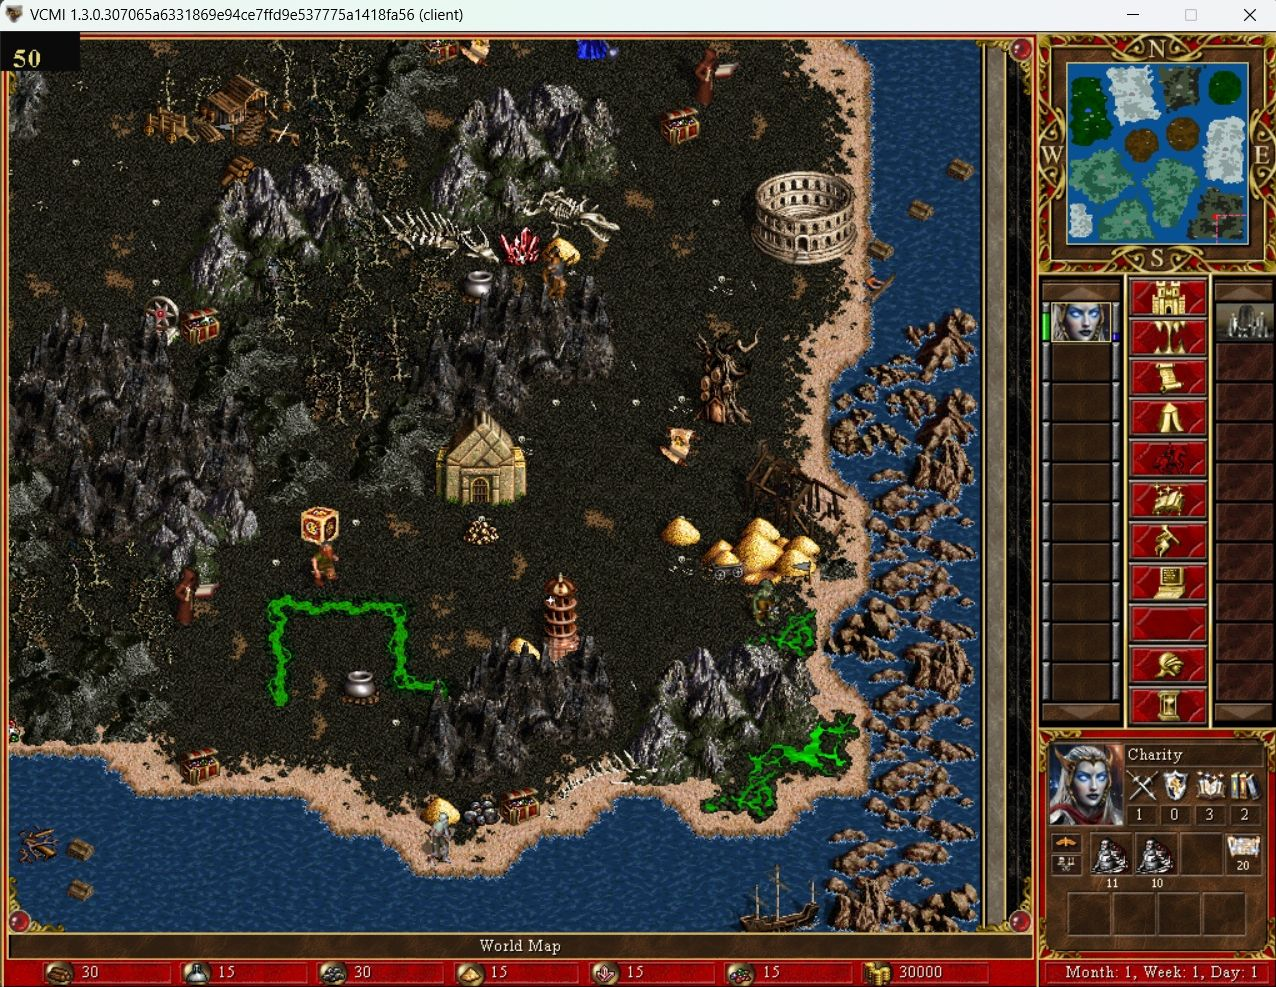 VCMI 1.3.0.307065a6331869e94ce7ffd9e537775a1418fa56 (client)
50
N
W
E
S
Charity
1 0 3 2
20
11 10
World Map
30 15 30 15 15 15 30000
Month: 1, Week: 1, Day: 1